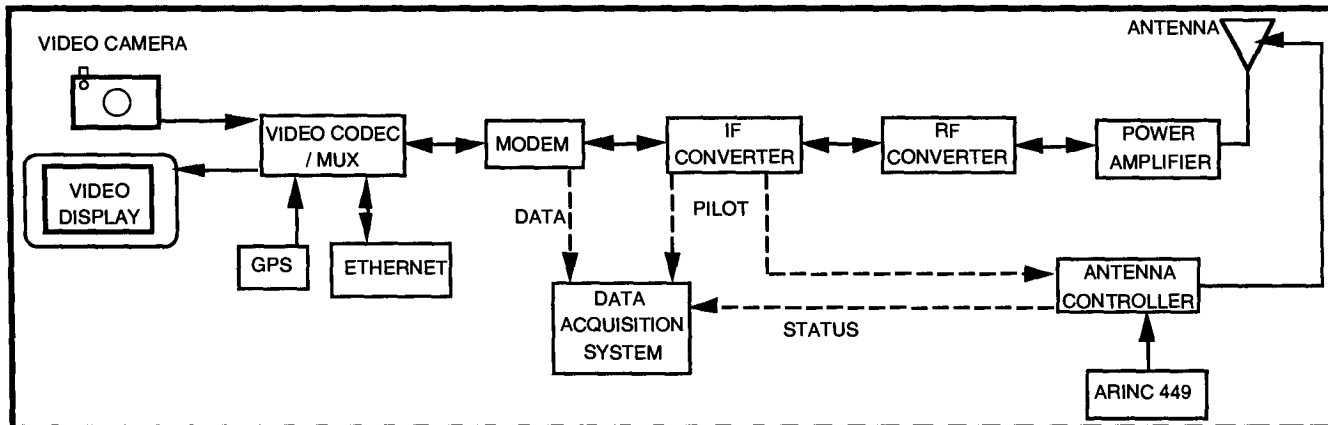 VIDEO CAMERA
ANTENNA
VIDEO CODEC
/ MUX
MODEM
IF
CONVERTER
RF
CONVERTER
POWER
AMPLIFIER
VIDEO
DISPLAY
DATA
PILOT
GPS
ETHERNET
DATA
ACQUISITION
SYSTEM
STATUS
ANTENNA
CONTROLLER
ARINC 449